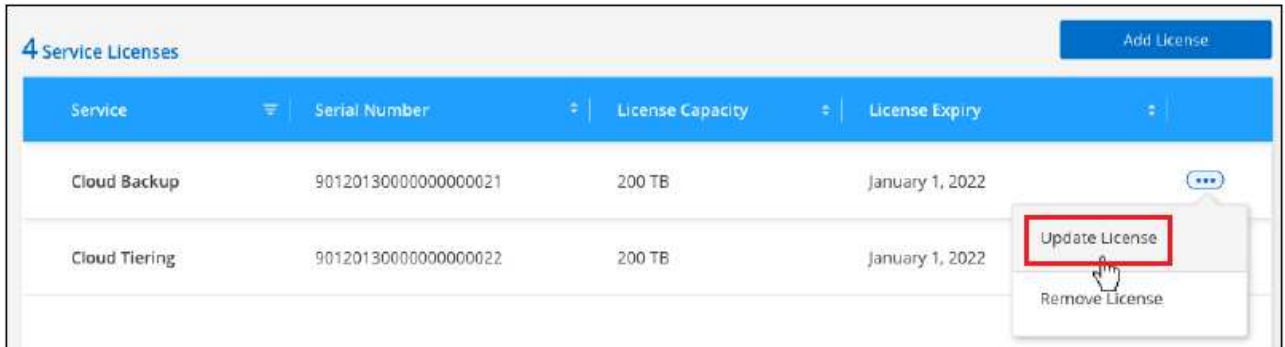 4 Service Licenses
Add License
Service Serial Number License Capacity License Expiry
Cloud Backup 90120130000000000021 200 TB January 1, 2022
Update License
Cloud Tiering 90120130000000000022 200 TB January 1, 2022
Remove License